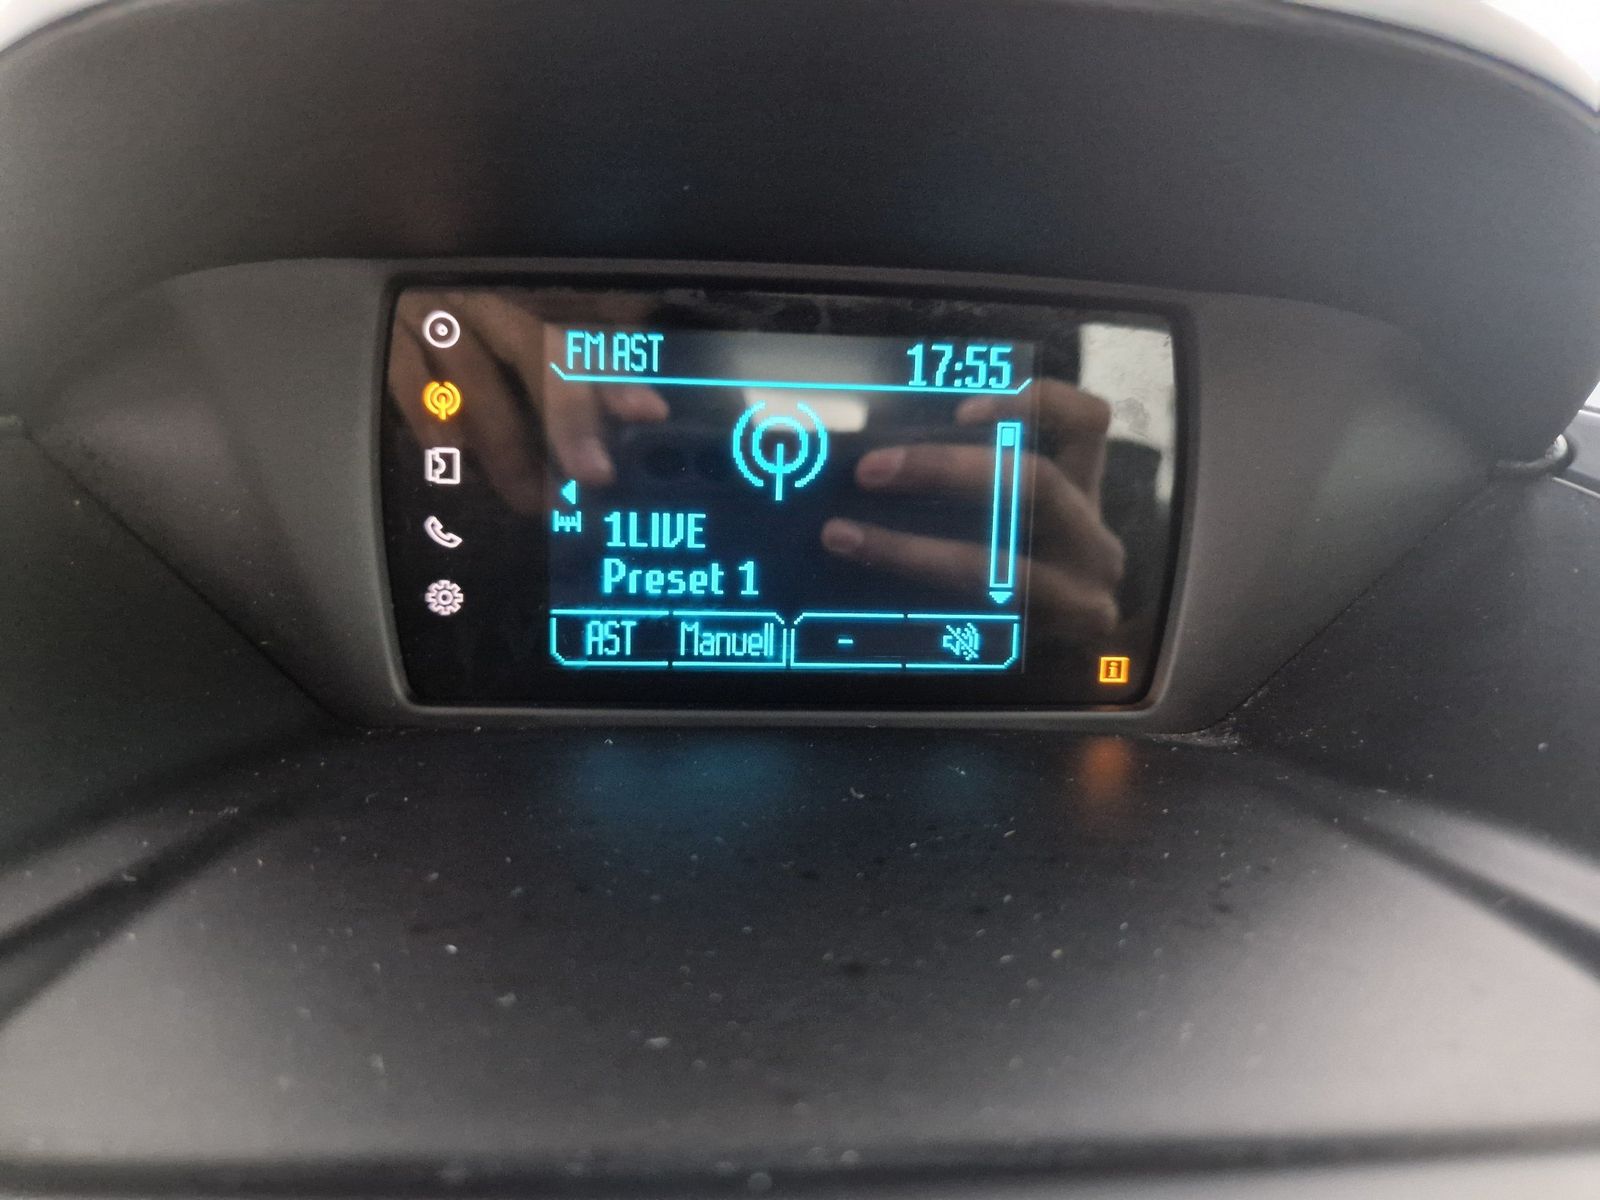 FM AST 17:55
1LIVE
Preset 1
AST Manuell -
i